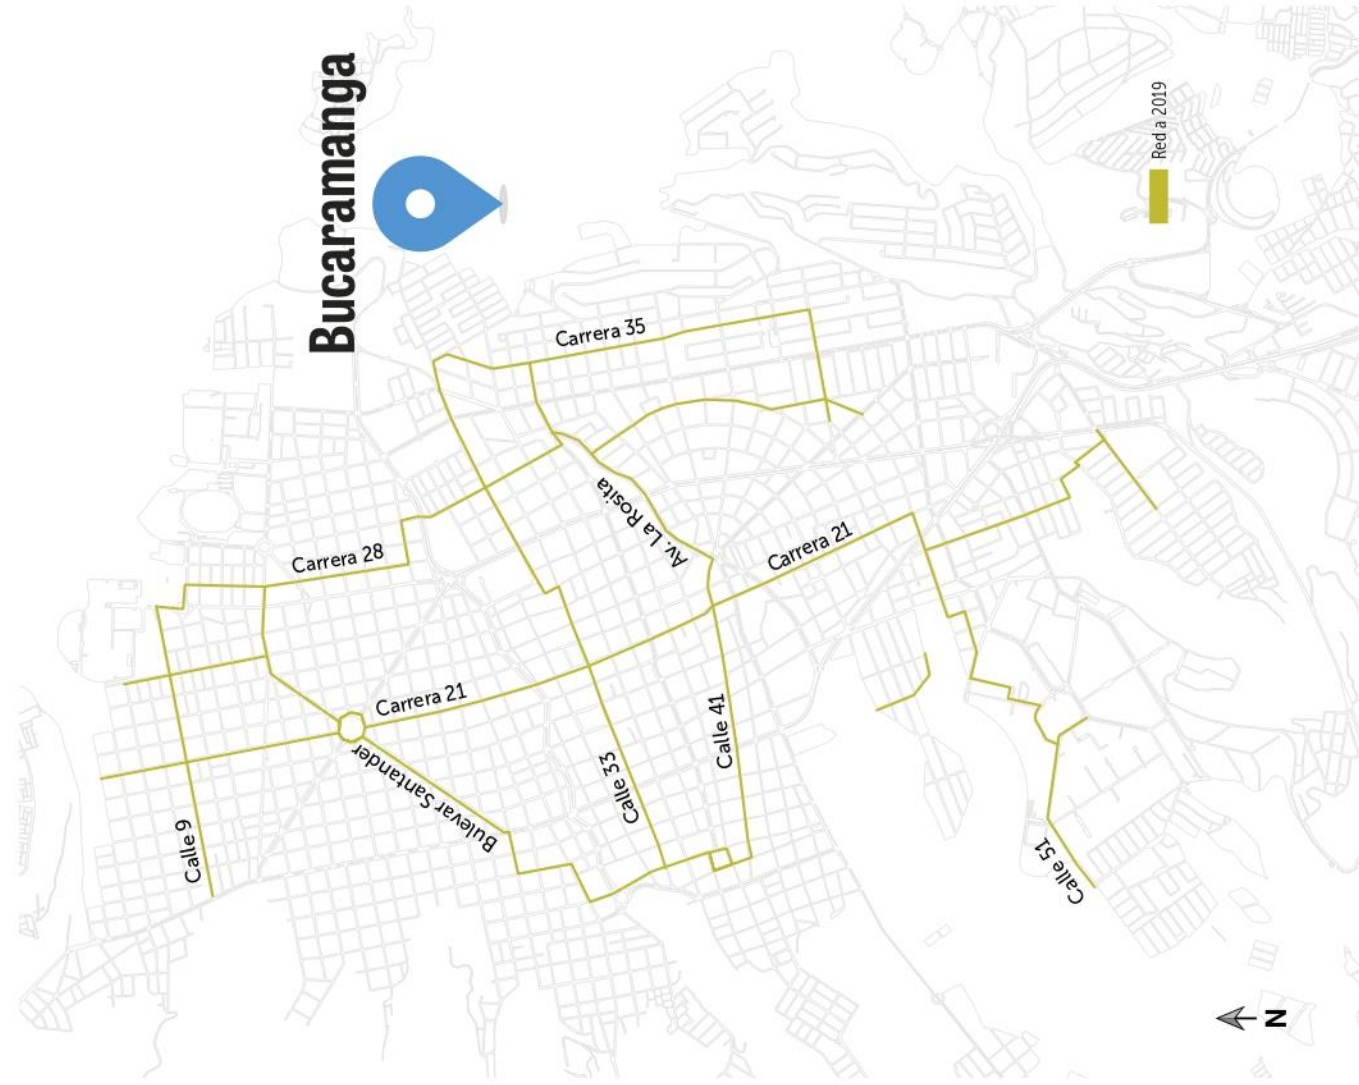 Bucaramanga
Red a 2019
Carrera 35
Carrera 28
Av. La Rosita
Carrera 21
Carrera 21
Bulevar Santander
Calle 41
Calle 33
Calle 9
Calle 51
N